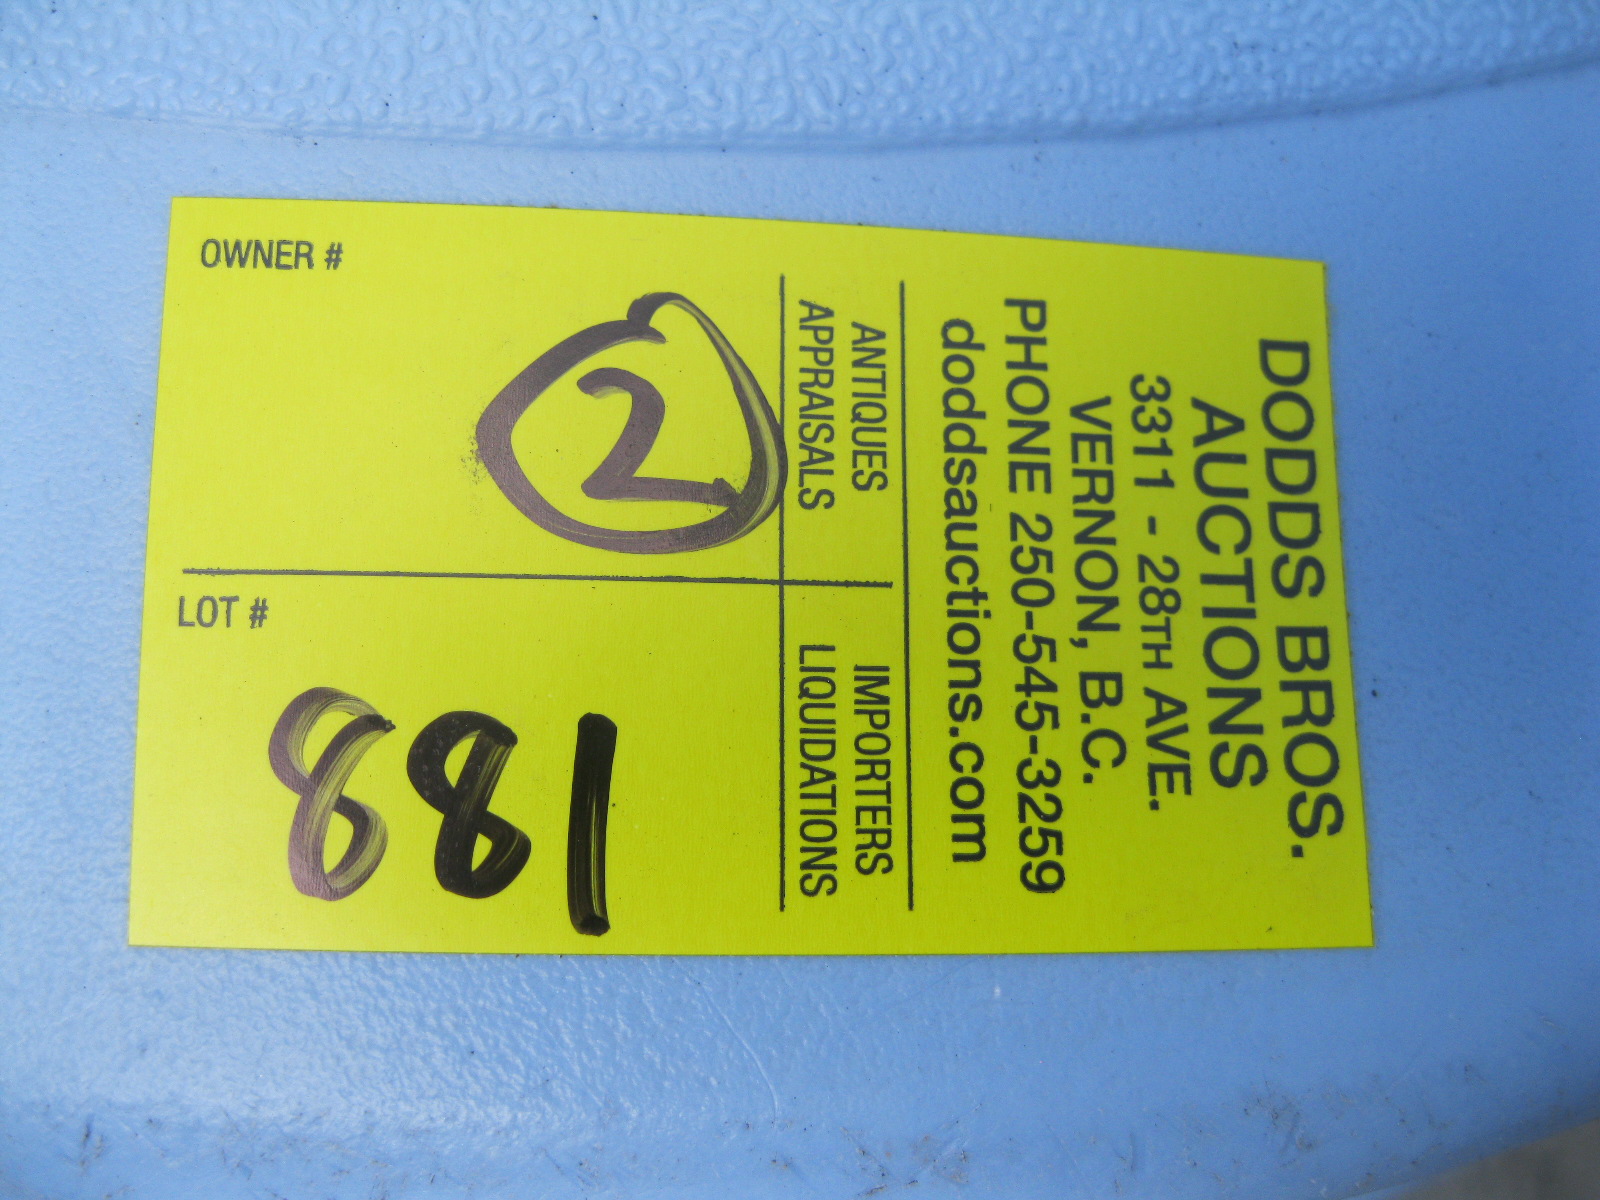 DODDS BROS.
AUCTIONS
3311 - 28TH AVE.
VERNON, B.C.
PHONE 250-545-3259
doddsauctions.com
ANTIQUES
APPRAISALS
IMPORTERS
LIQUIDATIONS
OWNER #
2
LOT #
881